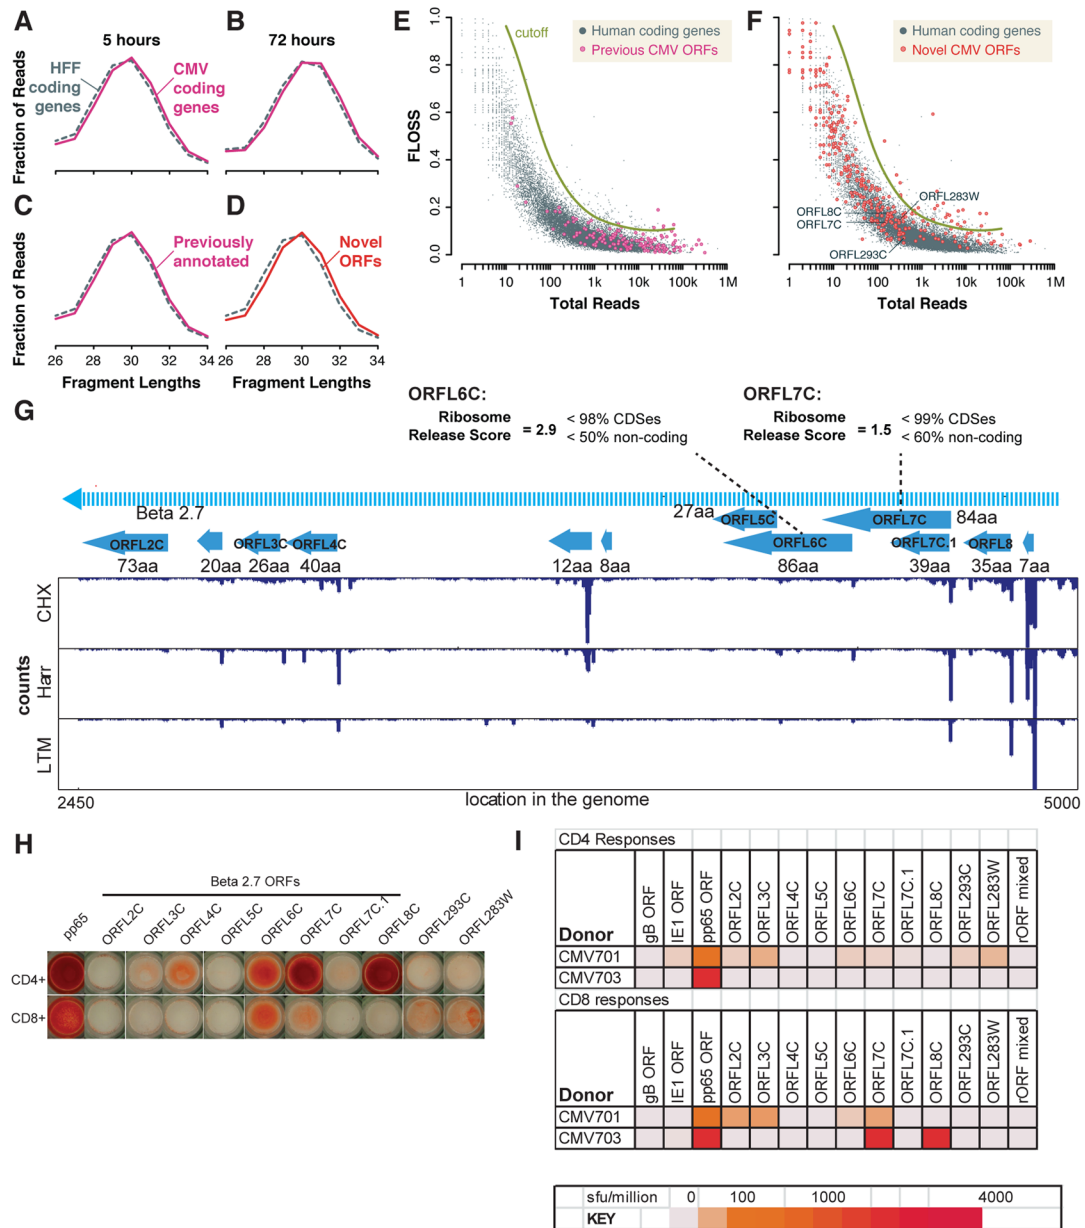 A
5 hours
HFF coding genes
CMV coding genes
Fraction of Reads
B
72 hours
C
Previously annotated
Fraction of Reads
26 28 30 32 34
Fragment Lengths
D
Novel ORFs
26 28 30 32 34
Fragment Lengths
E
cutoff
Human coding genes
Previous CMV ORFs
FLOSS
1.0
0.8
0.6
0.4
0.2
0.0
1 10 100 1k 10k 100k 1M
Total Reads
F
Human coding genes
Novel CMV ORFs
ORFL283W
ORFL8C
ORFL7C
ORFL293C
1 10 100 1k 10k 100k 1M
Total Reads
G
ORFL6C:
Ribosome Release Score = 2.9
< 98% CDSes
< 50% non-coding
ORFL7C:
Ribosome Release Score = 1.5
< 99% CDSes
< 60% non-coding
Beta 2.7
27aa
ORFL5C
ORFL7C
84aa
ORFL2C
ORFL3C
ORFL4C
ORFL6C
ORFL7C.1
ORFL8
73aa 20aa 26aa 40aa 12aa 8aa 86aa 39aa 35aa 7aa
counts
CHX
Harr
LTM
2450
location in the genome
5000
H
Beta 2.7 ORFs
pp65 ORFL2C ORFL3C ORFL4C ORFL5C ORFL6C ORFL7C ORFL7C.1 ORFL8C ORFL293C ORFL283W
CD4+
CD8+
I
CD4 Responses
Donor gB ORF IE1 ORF pp65 ORF ORFL2C ORFL3C ORFL4C ORFL5C ORFL6C ORFL7C ORFL7C.1 ORFL8C ORFL293C ORFL283W rORF mixed
CMV701
CMV703
CD8 responses
Donor gB ORF IE1 ORF pp65 ORF ORFL2C ORFL3C ORFL4C ORFL5C ORFL6C ORFL7C ORFL7C.1 ORFL8C ORFL293C ORFL283W rORF mixed
CMV701
CMV703
sfu/million 0 100 1000 4000
KEY